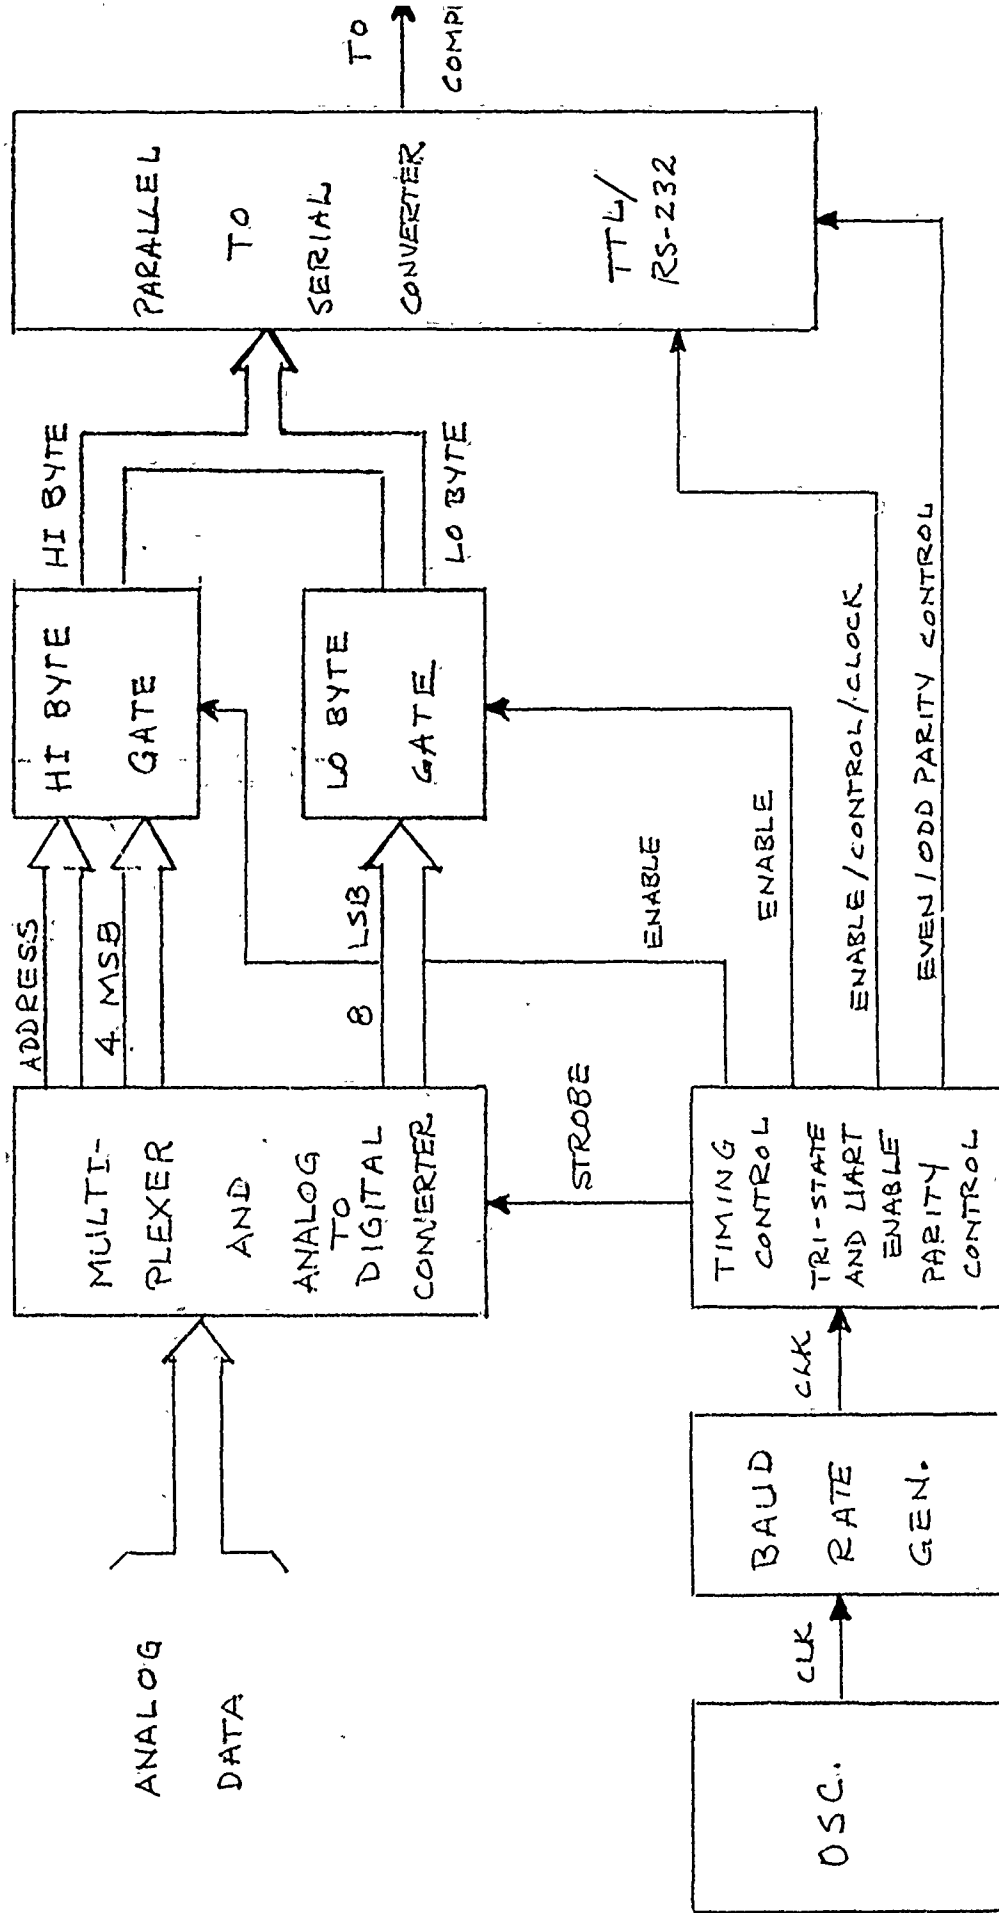 ANALOG
DATA
MULTI-
PLEXER
AND
ANALOG
TO
DIGITAL
CONVERTER
ADDRESS
4 MSB
8 LSB
HI BYTE
GATE
LO BYTE
GATE
HI BYTE
LO BYTE
PARALLEL
TO
SERIAL
CONVERTER
TTL/
RS-232
TO
STROBE
ENABLE
ENABLE
ENABLE/CONTROL/CLOCK
EVEN/ODD PARITY CONTROL
OSC.
CLK
BAUD
RATE
GEN.
CLK
TIMING
CONTROL
TRI-STATE
AND UART
ENABLE
PARITY
CONTROL